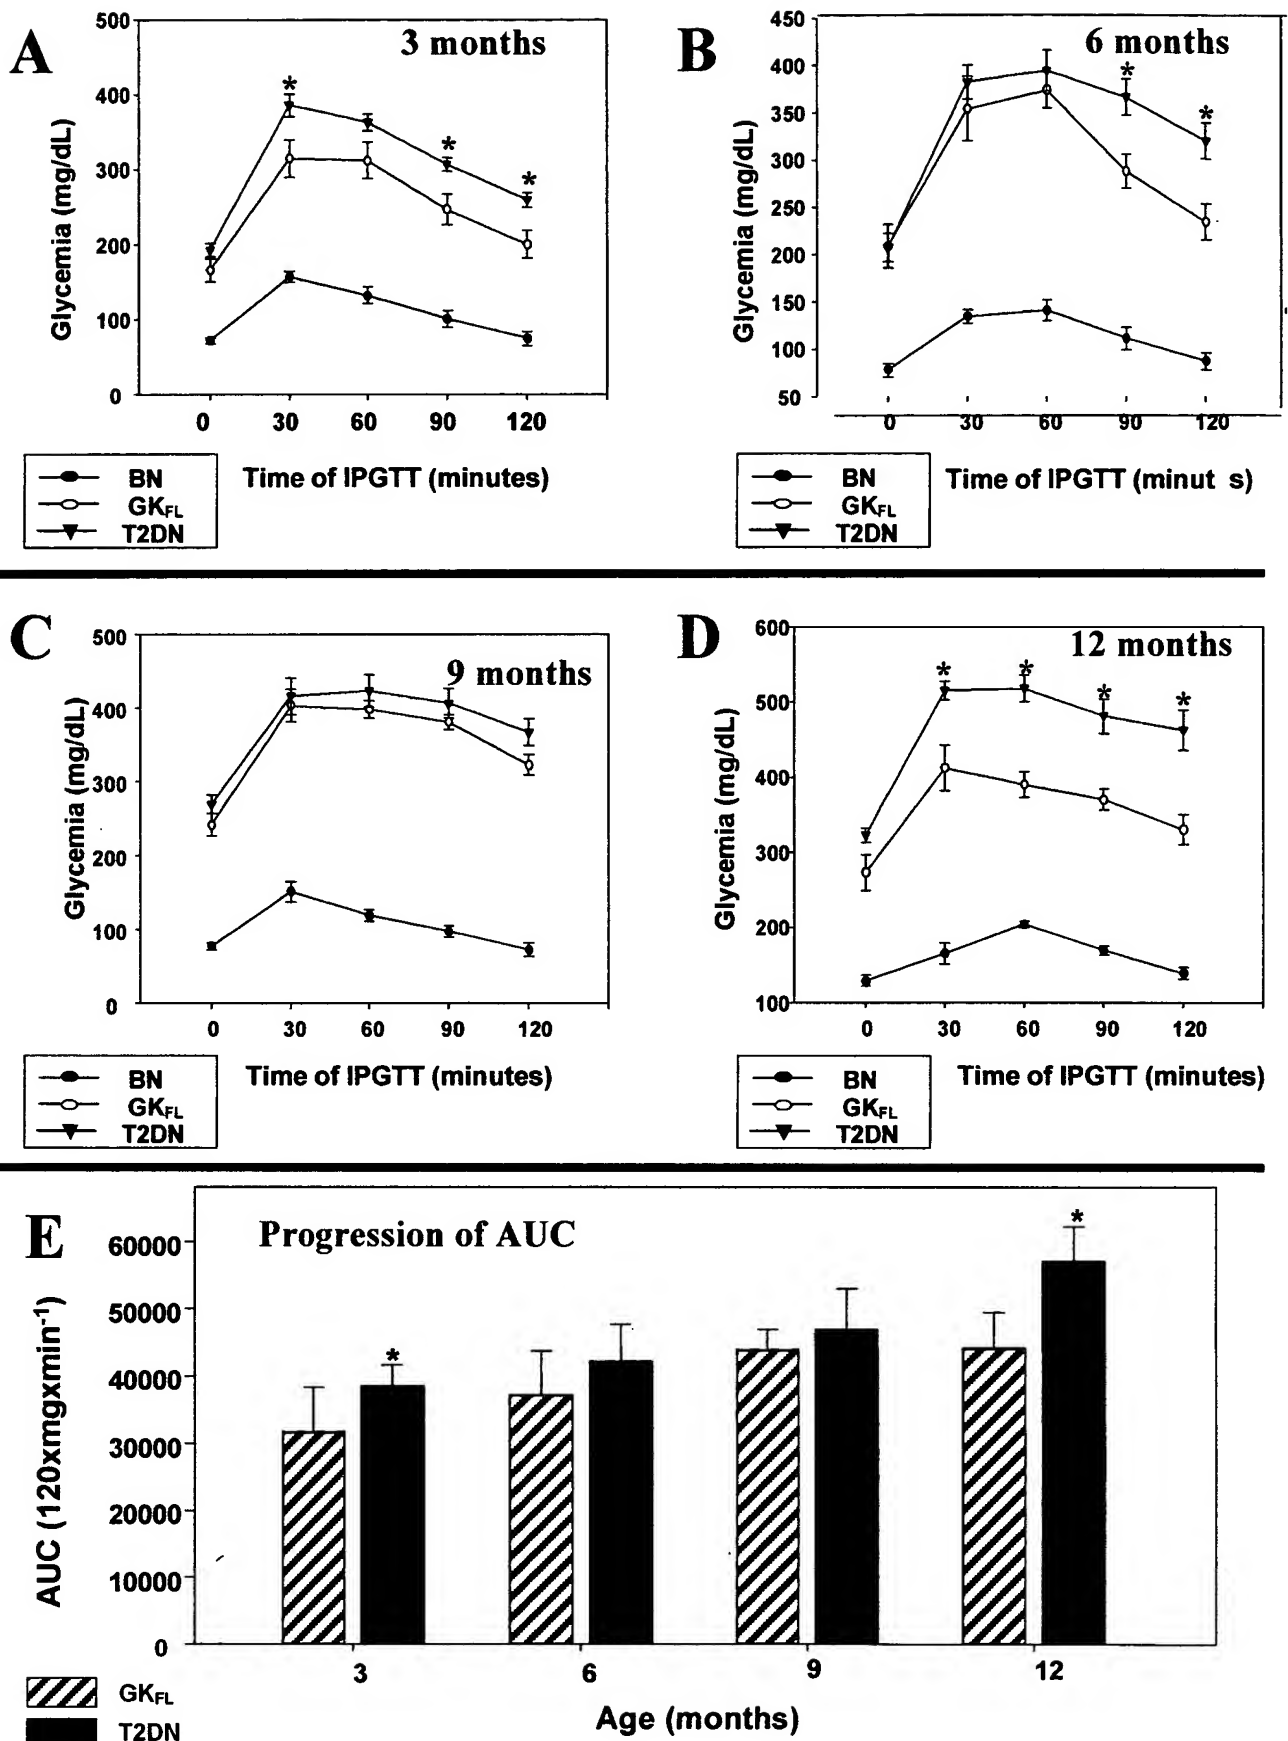 A
3 months
Glycemia (mg/dL)
500
400
300
200
100
0
*
*
*
0 30 60 90 120
Time of IPGTT (minutes)
BN
GKFL
T2DN
B
6 months
Glycemia (mg/dL)
450
400
350
300
250
200
150
100
50
*
*
0 30 60 90 120
Time of IPGTT (minut s)
BN
GKFL
T2DN
C
9 months
Glycemia (mg/dL)
500
400
300
200
100
0
0 30 60 90 120
Time of IPGTT (minutes)
BN
GKFL
T2DN
D
12 months
Glycemia (mg/dL)
600
500
400
300
200
100
*
*
*
*
0 30 60 90 120
Time of IPGTT (minutes)
BN
GKFL
T2DN
E
Progression of AUC
AUC (120xmgxmin-1)
60000
50000
40000
30000
20000
10000
0
*
*
3 6 9 12
Age (months)
GKFL
T2DN